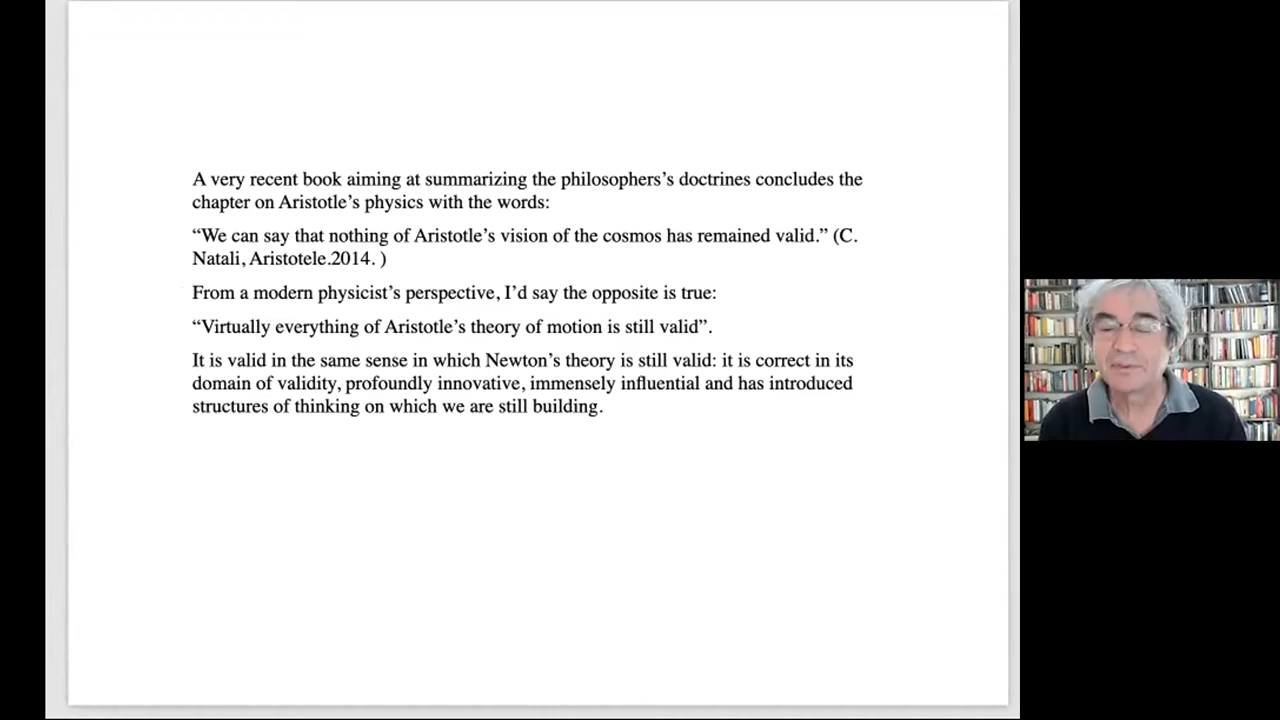 A very recent book aiming at summarizing the philosophers’s doctrines concludes the
chapter on Aristotle’s physics with the words:
“We can say that nothing of Aristotle’s vision of the cosmos has remained valid.” (C.
Natali, Aristotele.2014. )
From a modern physicist’s perspective, I’d say the opposite is true:
“Virtually everything of Aristotle’s theory of motion is still valid”.
It is valid in the same sense in which Newton’s theory is still valid: it is correct in its
domain of validity, profoundly innovative, immensely influential and has introduced
structures of thinking on which we are still building.